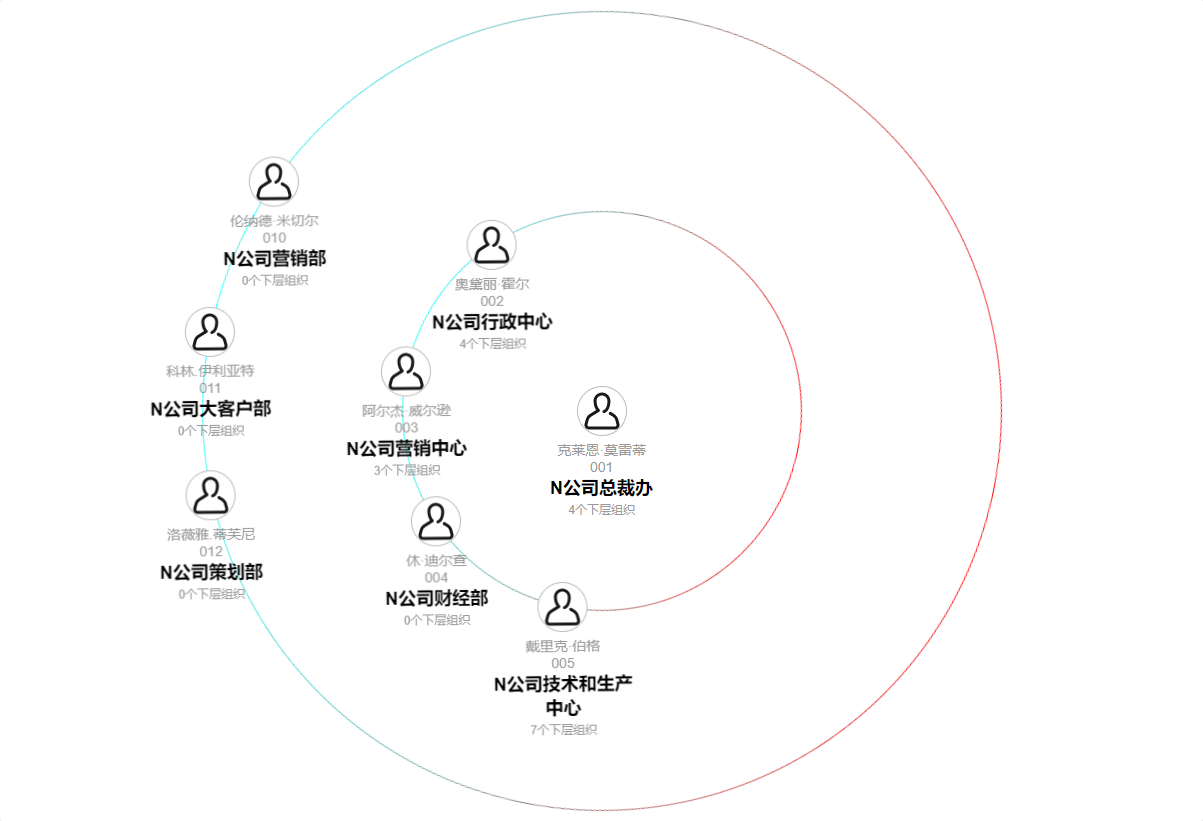 伦纳德·米切尔
010
N公司营销部
0个下层组织
科林.伊利亚特
011
N公司大客户部
0个下层组织
洛薇雅.蒂芙尼
012
N公司策划部
0个下层组织
奥黛丽·霍尔
002
N公司行政中心
4个下层组织
阿尔杰·威尔逊
003
N公司营销中心
3个下层组织
休·迪尔查
004
N公司财经部
0个下层组织
戴里克·伯格
005
N公司技术和生产
中心
7个下层组织
克莱恩·莫雷蒂
001
N公司总裁办
4个下层组织